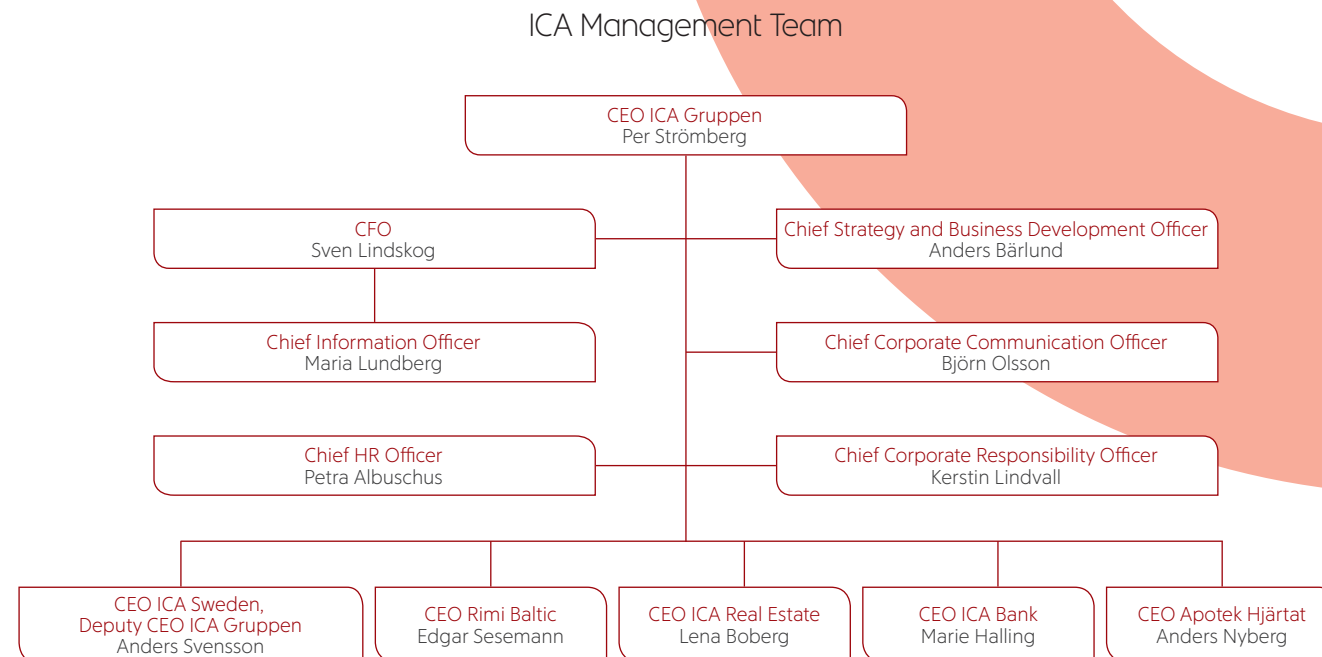 ICA Management Team
CEO ICA Gruppen
Per Strömberg
CFO
Sven Lindskog
Chief Strategy and Business Development Officer
Anders Bärlund
Chief Information Officer
Maria Lundberg
Chief Corporate Communication Officer
Björn Olsson
Chief HR Officer
Petra Albuschus
Chief Corporate Responsibility Officer
Kerstin Lindvall
CEO ICA Sweden,
Deputy CEO ICA Gruppen
Anders Svensson
CEO Rimi Baltic
Edgar Sesemann
CEO ICA Real Estate
Lena Boberg
CEO ICA Bank
Marie Halling
CEO Apotek Hjärtat
Anders Nyberg